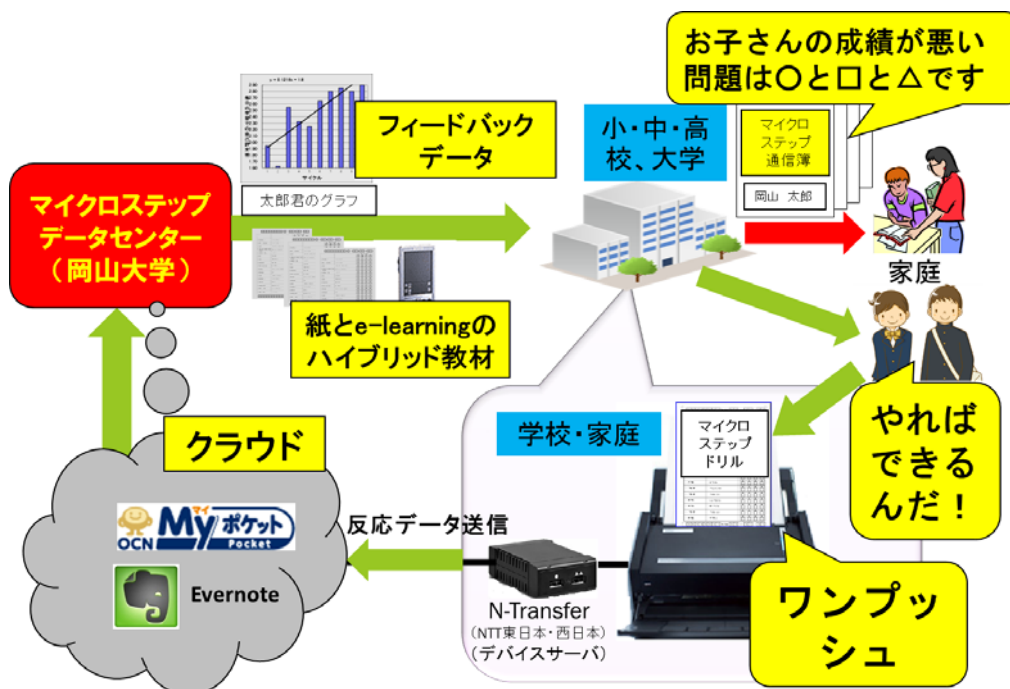 お子さんの成績が悪い
問題は〇と□と△です
フィードバック
データ
小・中・高
校、大学
マイクロ
ステップ
通信簿
岡山 太郎
サイクル
太郎君のグラフ
マイクロステップ
データセンター
（岡山大学）
家庭
紙とe-learningの
ハイブリッド教材
学校・家庭
マイクロ
ステップ
ドリル
やれば
できる
んだ！
クラウド
OCN
マイ
Myポケット
Pocket
Evernote
反応データ送信
N-Transfer
（NTT東日本・西日本）
（デバイスサーバ）
ワンプッ
シュ